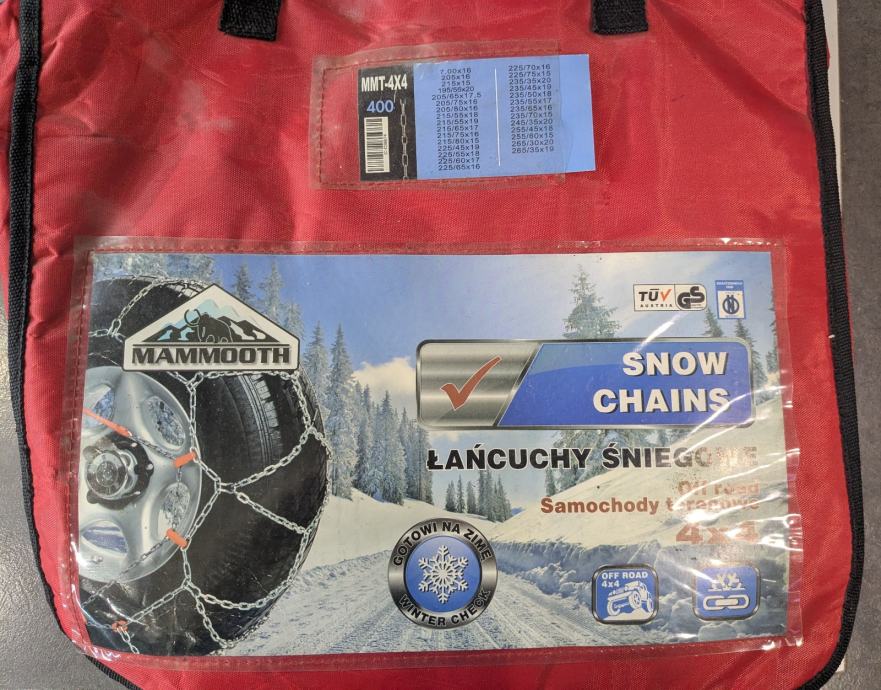 MMT-4X4
400
7.00x16
205x16
215x15
195/55x20
205/65x17.5
205/75x16
205/80x16
215/55x18
215/55x19
215/65x17
215/75x16
215/80x15
225/45x19
225/55x18
225/60x17
225/65x16
225/70x16
225/75x15
235/35x20
235/45x19
235/50x18
235/55x17
235/65x16
235/70x15
245/35x20
255/45x18
255/60x15
265/30x20
265/35x19
MAMMOOTH
TÜV
AUSTRIA
GS
SNOW
CHAINS
ŁAŃCUCHY ŚNIEGOWE
Off road
Samochody terenowe
4x4
GOTOWI NA ZIMĘ
WINTER CHECK
OFF ROAD
4x4